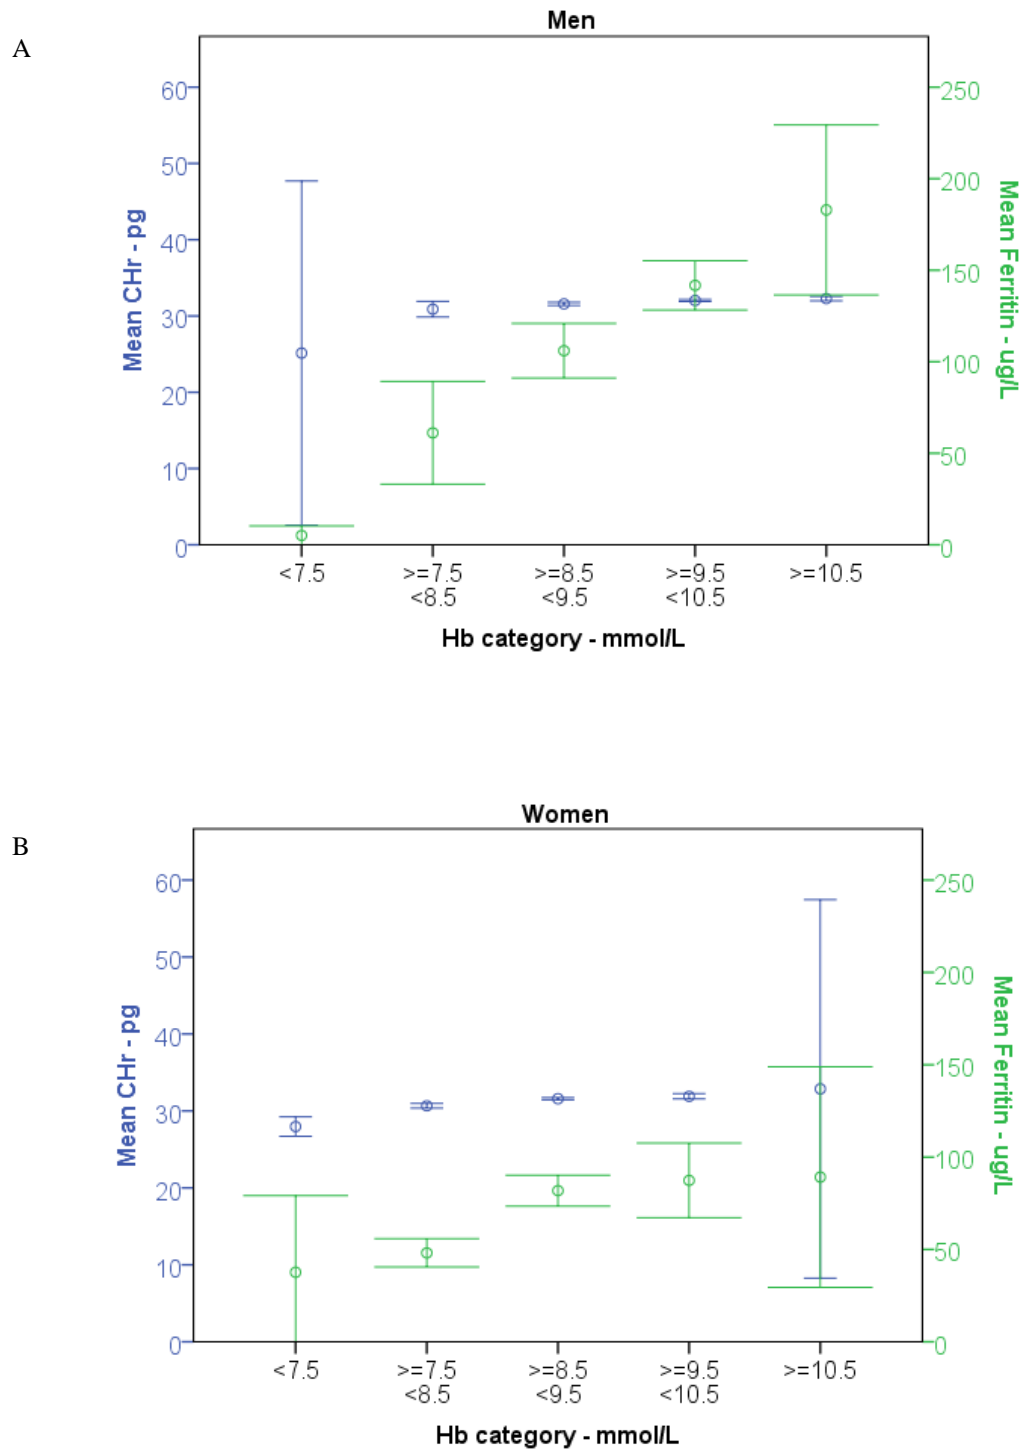 A
Men
Mean CHr - pg
60
50
40
30
20
10
0
250
200
150
100
50
0
Mean Ferritin - ug/L
<7.5 >=7.5 >=8.5 >=9.5 >=10.5
<8.5 <9.5 <10.5
Hb category - mmol/L
B
Women
Mean CHr - pg
60
50
40
30
20
10
0
250
200
150
100
50
0
Mean Ferritin - ug/L
<7.5 >=7.5 >=8.5 >=9.5 >=10.5
<8.5 <9.5 <10.5
Hb category - mmol/L